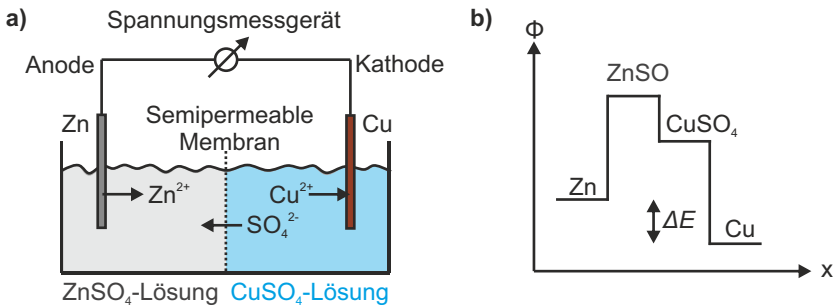 a)
Spannungsmessgerät
Anode
Kathode
Zn
Semipermeable
Membran
Cu
Zn²⁺
Cu²⁺
SO₄²⁻
ZnSO₄-Lösung
CuSO₄-Lösung
b)
Φ
ZnSO
CuSO₄
Zn
ΔE
Cu
x